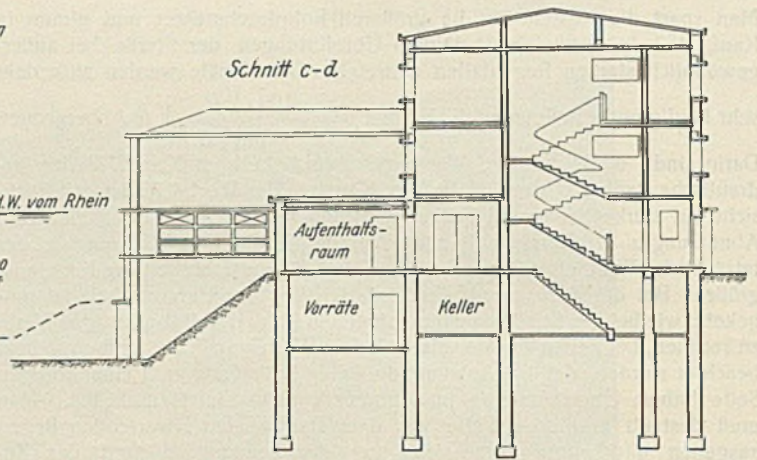 Schnitt c-d.
W. vom Rhein
Aufenthalts-
raum
Vorräte
Keller